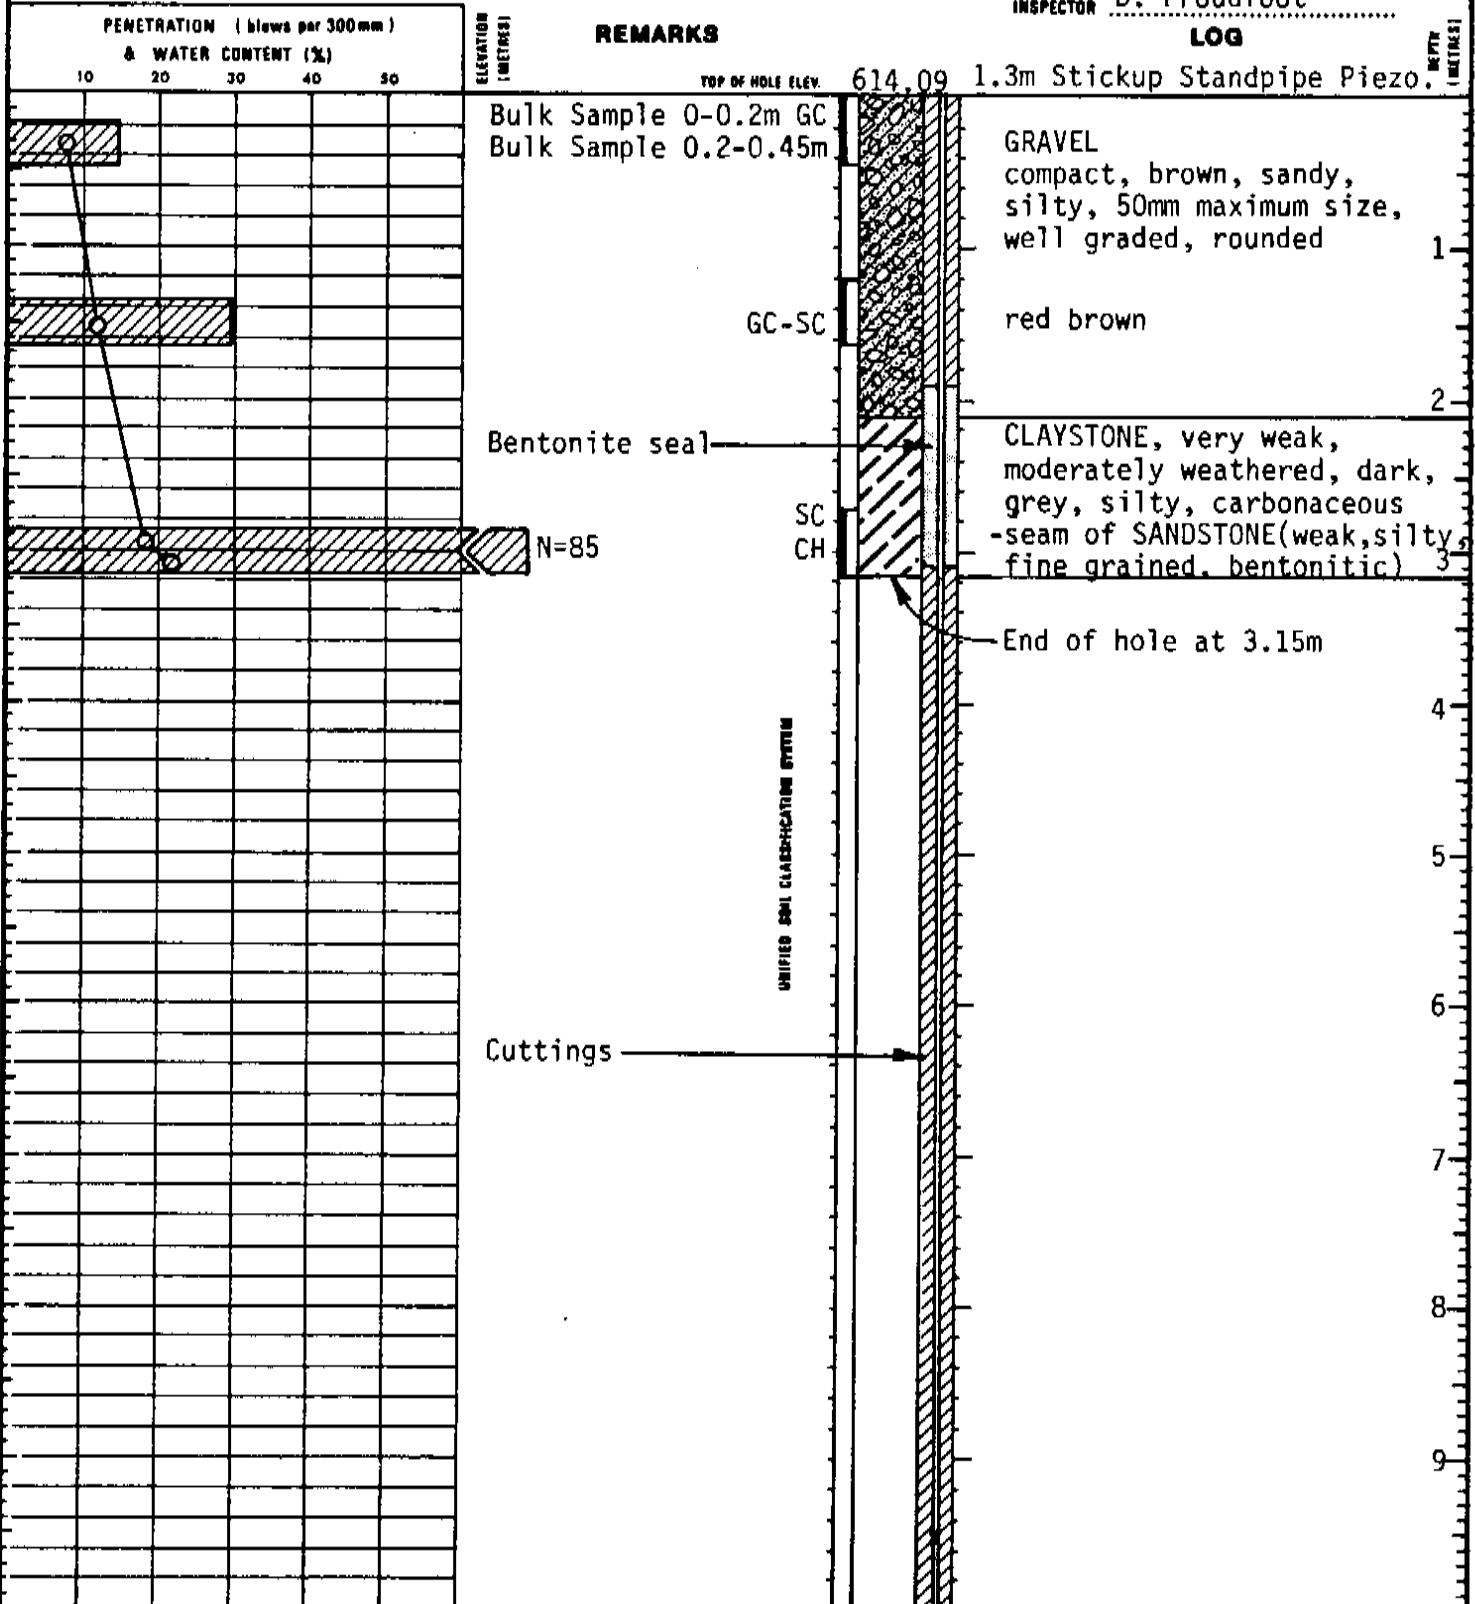 INSPECTOR D. Proudfoot
PENETRATION ( blows per 300mm )
& WATER CONTENT (%)
10 20 30 40 50
ELEVATION (METRES)
REMARKS
LOG
DEPTH (METRES)
TOP OF HOLE ELEV. 614.09 1.3m Stickup Standpipe Piezo.
Bulk Sample 0-0.2m GC
Bulk Sample 0.2-0.45m
GRAVEL
compact, brown, sandy,
silty, 50mm maximum size,
well graded, rounded
1
GC-SC
red brown
2
Bentonite seal
CLAYSTONE, very weak,
moderately weathered, dark,
grey, silty, carbonaceous
SC
-seam of SANDSTONE(weak,silty,
N=85
CH
3
fine grained, bentonitic)
End of hole at 3.15m
4
UNIFIED SOIL CLASSIFICATION SYSTEM
5
6
Cuttings
7
8
9